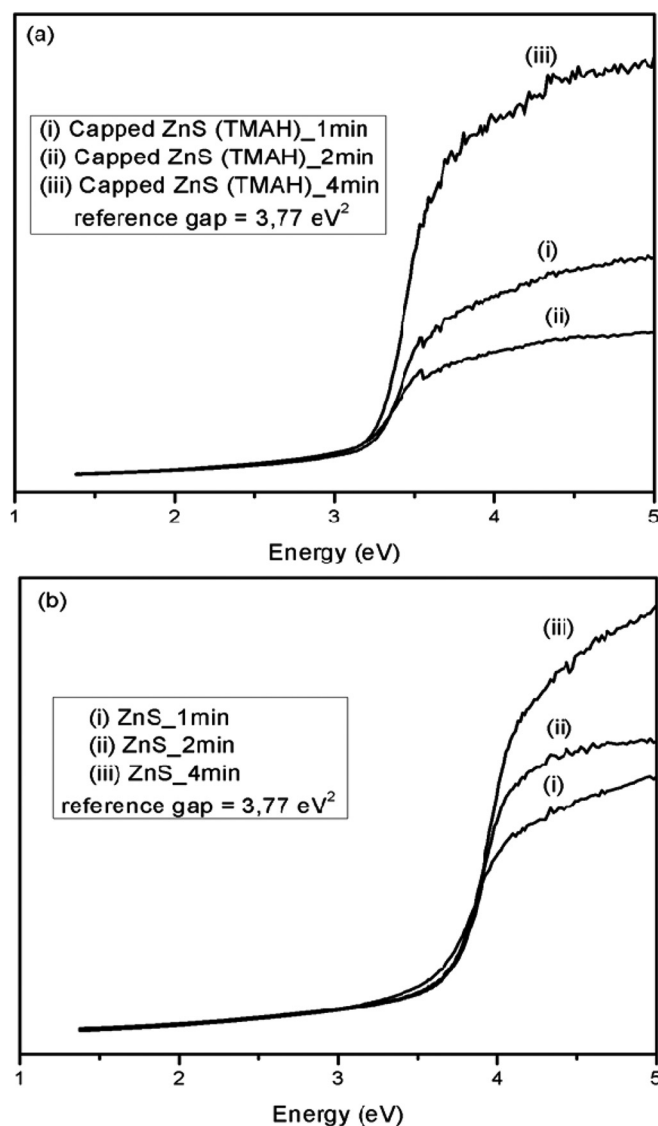 (a)
(iii)
(i) Capped ZnS (TMAH)_1min
(ii) Capped ZnS (TMAH)_2min
(iii) Capped ZnS (TMAH)_4min
reference gap = 3,77 eV²
(i)
(ii)
1 2 3 4 5
Energy (eV)
(b)
(iii)
(i) ZnS_1min
(ii) ZnS_2min
(iii) ZnS_4min
reference gap = 3,77 eV²
(ii)
(i)
1 2 3 4 5
Energy (eV)